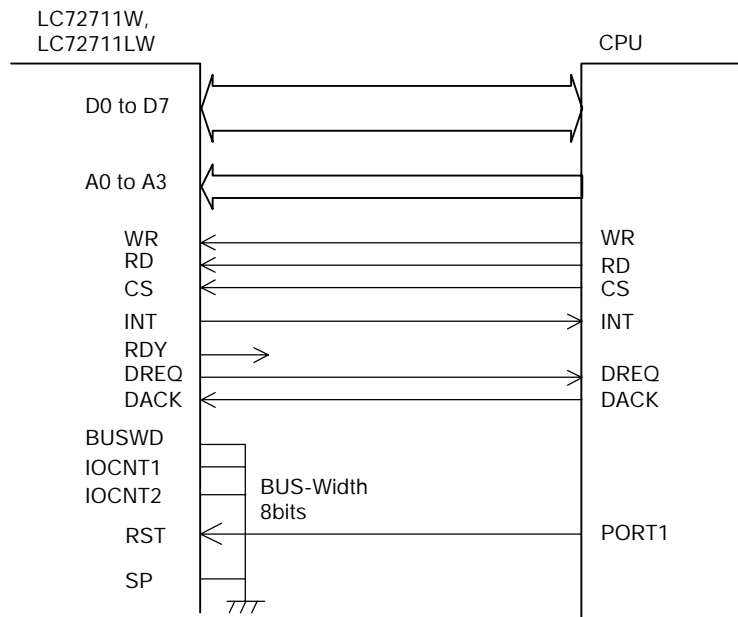 LC72711W,
LC72711LW
CPU
D0 to D7
A0 to A3
WR WR
RD RD
CS CS
INT INT
RDY
DREQ DREQ
DACK DACK
BUSWD
IOCNT1
IOCNT2
BUS-Width
8bits
RST PORT1
SP